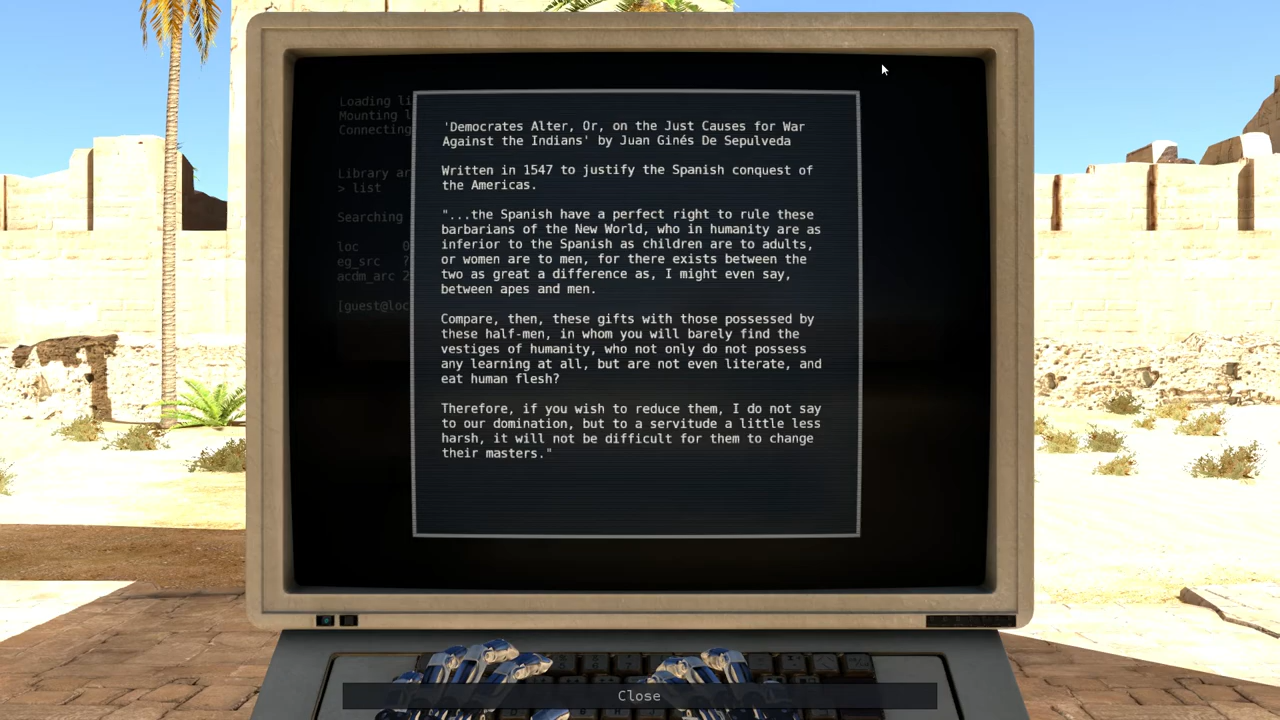 Loading li
Mounting l
Connecting
Library ar
> list
Searching
loc 0
eg_src ?
acdm_arc 2
[guest@loc
'Democrates Alter, Or, on the Just Causes for War
Against the Indians' by Juan Ginés De Sepulveda
Written in 1547 to justify the Spanish conquest of
the Americas.
"...the Spanish have a perfect right to rule these
barbarians of the New World, who in humanity are as
inferior to the Spanish as children are to adults,
or women are to men, for there exists between the
two as great a difference as, I might even say,
between apes and men.
Compare, then, these gifts with those possessed by
these half-men, in whom you will barely find the
vestiges of humanity, who not only do not possess
any learning at all, but are not even literate, and
eat human flesh?
Therefore, if you wish to reduce them, I do not say
to our domination, but to a servitude a little less
harsh, it will not be difficult for them to change
their masters."
Close